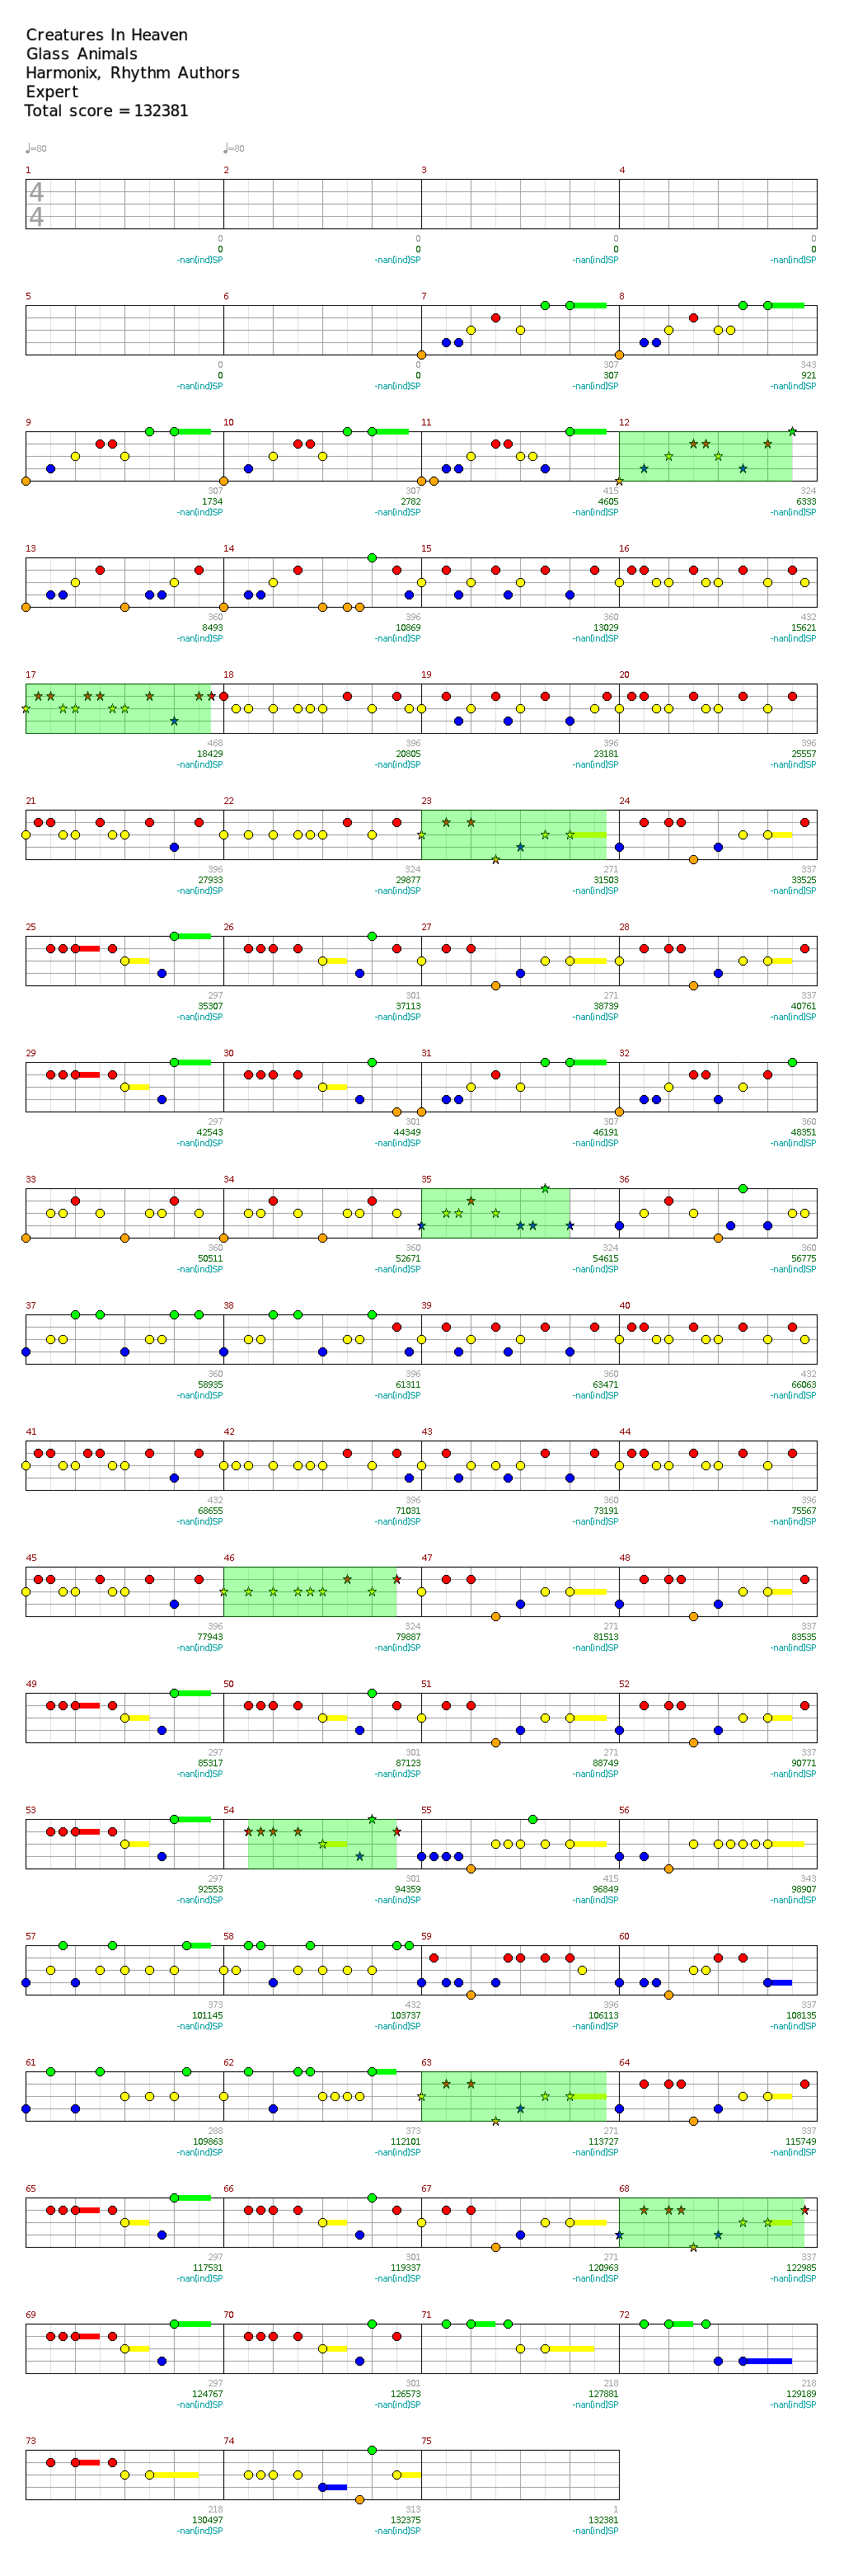 Creatures In Heaven
Glass Animals
Harmonix, Rhythm Authors
Expert
Total score = 132381
♩=80 ♩=80
1 2 3 4
4
4
0 0 0 0
0 0 0 0
-nan(ind)SP -nan(ind)SP -nan(ind)SP -nan(ind)SP
5 6 7 8
0 0 307 343
0 0 307 921
-nan(ind)SP -nan(ind)SP -nan(ind)SP -nan(ind)SP
9 10 11 12
307 307 415 324
1734 2782 4605 6333
-nan(ind)SP -nan(ind)SP -nan(ind)SP -nan(ind)SP
13 14 15 16
360 396 360 432
8493 10869 13029 15621
-nan(ind)SP -nan(ind)SP -nan(ind)SP -nan(ind)SP
17 18 19 20
468 396 396 396
18429 20805 23181 25557
-nan(ind)SP -nan(ind)SP -nan(ind)SP -nan(ind)SP
21 22 23 24
396 324 271 337
27933 29877 31503 33525
-nan(ind)SP -nan(ind)SP -nan(ind)SP -nan(ind)SP
25 26 27 28
297 301 271 337
35307 37113 38739 40761
-nan(ind)SP -nan(ind)SP -nan(ind)SP -nan(ind)SP
29 30 31 32
297 301 307 360
42543 44349 46191 48351
-nan(ind)SP -nan(ind)SP -nan(ind)SP -nan(ind)SP
33 34 35 36
360 360 324 360
50511 52671 54615 56775
-nan(ind)SP -nan(ind)SP -nan(ind)SP -nan(ind)SP
37 38 39 40
360 396 360 432
58935 61311 63471 66063
-nan(ind)SP -nan(ind)SP -nan(ind)SP -nan(ind)SP
41 42 43 44
432 396 360 396
68655 71031 73191 75567
-nan(ind)SP -nan(ind)SP -nan(ind)SP -nan(ind)SP
45 46 47 48
396 324 271 337
77943 79887 81513 83535
-nan(ind)SP -nan(ind)SP -nan(ind)SP -nan(ind)SP
49 50 51 52
297 301 271 337
85317 87123 88749 90771
-nan(ind)SP -nan(ind)SP -nan(ind)SP -nan(ind)SP
53 54 55 56
297 301 415 343
92553 94359 96849 98907
-nan(ind)SP -nan(ind)SP -nan(ind)SP -nan(ind)SP
57 58 59 60
373 432 396 337
101145 103737 106113 108135
-nan(ind)SP -nan(ind)SP -nan(ind)SP -nan(ind)SP
61 62 63 64
288 373 271 337
109863 112101 113727 115749
-nan(ind)SP -nan(ind)SP -nan(ind)SP -nan(ind)SP
65 66 67 68
297 301 271 337
117531 119337 120963 122985
-nan(ind)SP -nan(ind)SP -nan(ind)SP -nan(ind)SP
69 70 71 72
297 301 218 218
124767 126573 127881 129189
-nan(ind)SP -nan(ind)SP -nan(ind)SP -nan(ind)SP
73 74 75
218 313 1
130497 132375 132381
-nan(ind)SP -nan(ind)SP -nan(ind)SP